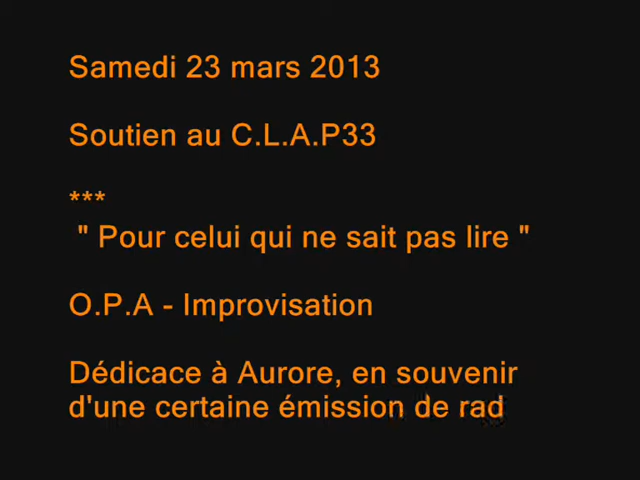 Samedi 23 mars 2013
Soutien au C.L.A.P33
***
" Pour celui qui ne sait pas lire "
O.P.A - Improvisation
Dédicace à Aurore, en souvenir
d'une certaine émission de rad